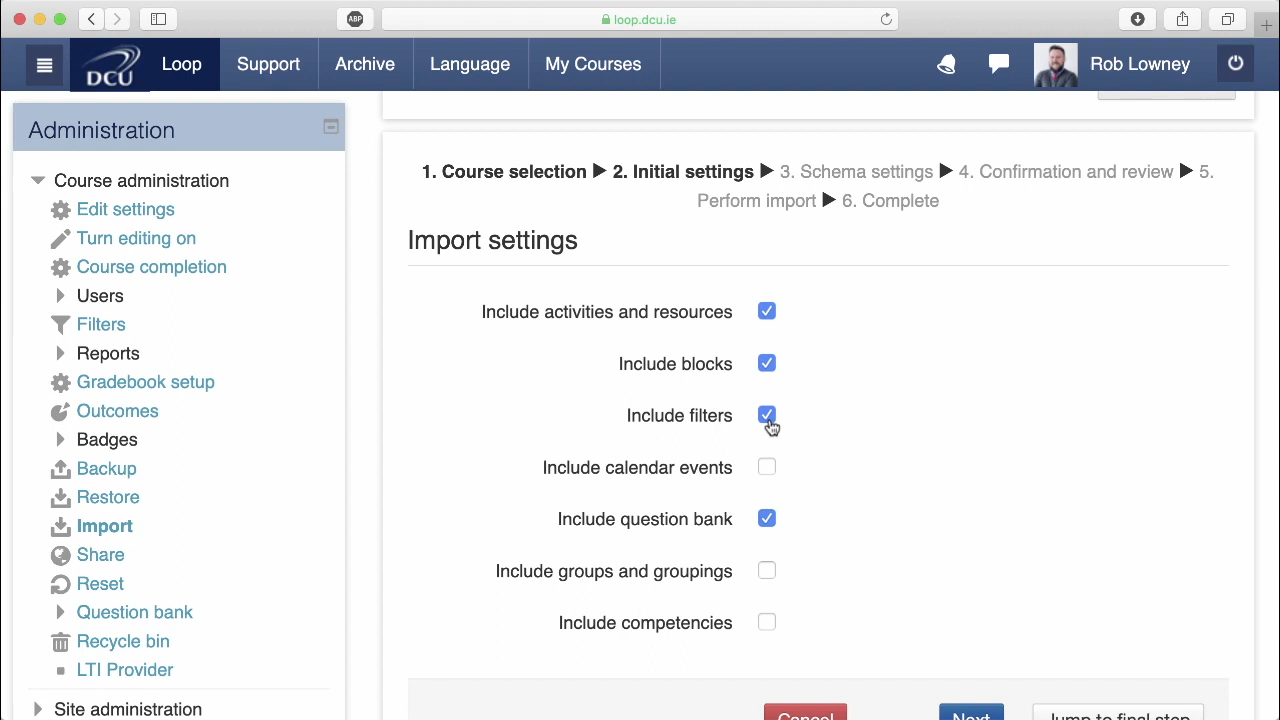 ABP
loop.dcu.ie
DCU
Loop
Support
Archive
Language
My Courses
Rob Lowney
Administration
Course administration
Edit settings
Turn editing on
Course completion
Users
Filters
Reports
Gradebook setup
Outcomes
Badges
Backup
Restore
Import
Share
Reset
Question bank
Recycle bin
LTI Provider
Site administration
1. Course selection ▶ 2. Initial settings ▶ 3. Schema settings ▶ 4. Confirmation and review ▶ 5.
Perform import ▶ 6. Complete
Import settings
Include activities and resources
Include blocks
Include filters
Include calendar events
Include question bank
Include groups and groupings
Include competencies
Cancel
Next
Jump to final step